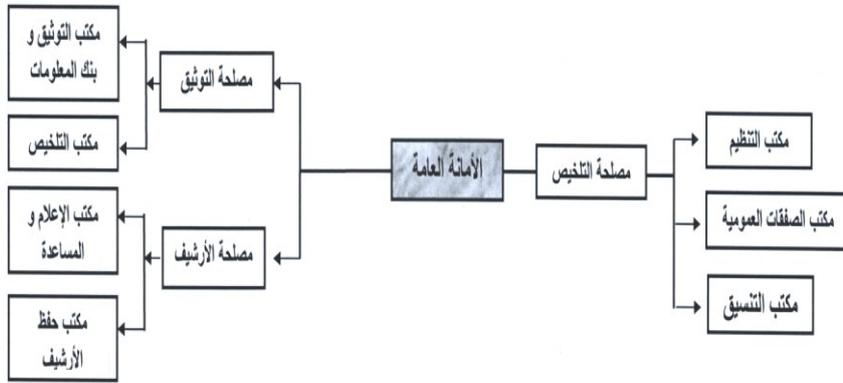 الأمانة العامة
مصلحة التلخيص
مكتب التنظيم
مكتب الصفقات العمومية
مكتب التنسيق
مصلحة التوثيق
مكتب التوثيق و
بنك المعلومات
مكتب التلخيص
مصلحة الأرشيف
مكتب الإعلام و
المساعدة
مكتب حفظ
الأرشيف